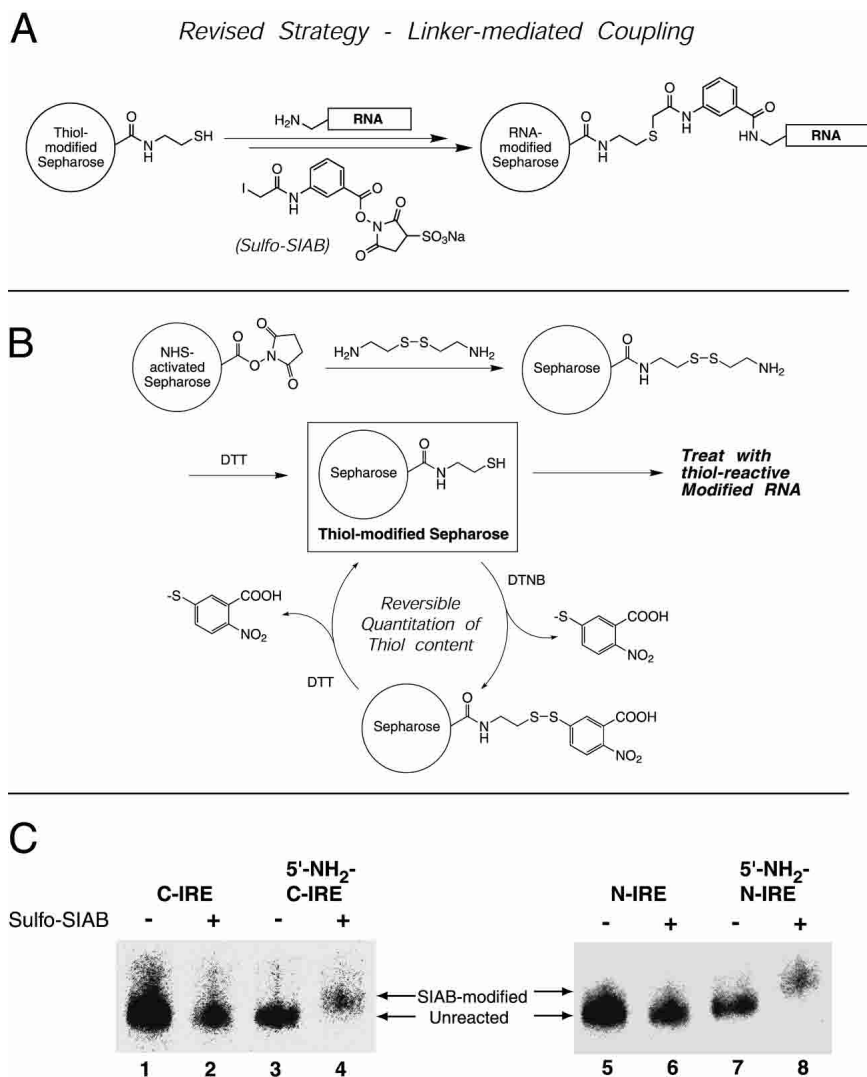 A
Revised Strategy - Linker-mediated Coupling
Thiol-
modified
Sepharose
O
N
H
SH
H2N
RNA
I
O
N
H
O
O
N
O
O
SO3Na
(Sulfo-SIAB)
RNA-
modified
Sepharose
O
N
H
S
O
N
H
O
HN
RNA
B
NHS-
activated
Sepharose
O
O
N
O
O
H2N
S-S
NH2
Sepharose
O
N
H
S-S
NH2
DTT
Sepharose
O
N
H
SH
Thiol-modified Sepharose
Treat with
thiol-reactive
Modified RNA
-S
COOH
NO2
Reversible
Quantitation of
Thiol content
DTNB
-S
COOH
NO2
DTT
Sepharose
O
N
H
S-S
COOH
NO2
C
C-IRE
5'-NH2-
C-IRE
N-IRE
5'-NH2-
N-IRE
Sulfo-SIAB - + - + - + - +
SIAB-modified
Unreacted
1 2 3 4 5 6 7 8